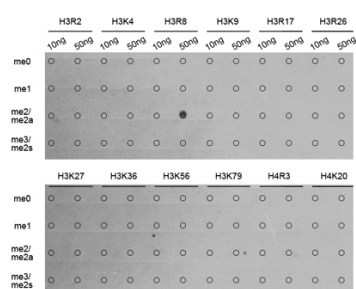 H3R2 H3K4 H3R8 H3K9 H3R17 H3R26
10ng 50ng 10ng 50ng 10ng 50ng 10ng 50ng 10ng 50ng 10ng 50ng
me0
me1
me2/
me2a
me3/
me2s
H3K27 H3K36 H3K56 H3K79 H4R3 H4K20
me0
me1
me2/
me2a
me3/
me2s